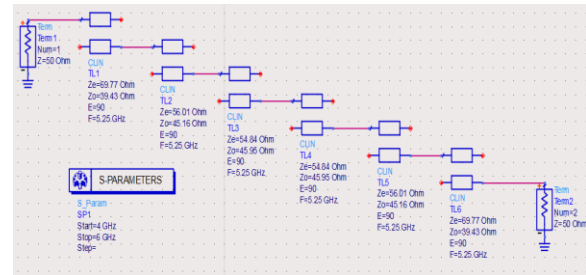 Term
Term1
Num=1
Z=50 Ohm
CLIN
TL1
Ze=69.77 Ohm
Zo=39.43 Ohm
E=90
F=5.25 GHz
CLIN
TL2
Ze=56.01 Ohm
Zo=45.16 Ohm
E=90
F=5.25 GHz
CLIN
TL3
Ze=54.84 Ohm
Zo=45.95 Ohm
E=90
F=5.25 GHz
CLIN
TL4
Ze=54.84 Ohm
Zo=45.95 Ohm
E=90
F=5.25 GHz
CLIN
TL5
Ze=56.01 Ohm
Zo=45.16 Ohm
E=90
F=5.25 GHz
CLIN
TL6
Ze=69.77 Ohm
Zo=39.43 Ohm
E=90
F=5.25 GHz
Term
Term2
Num=2
Z=50 Ohm
S-PARAMETERS
S_Param
SP1
Start=4 GHz
Stop=6 GHz
Step=